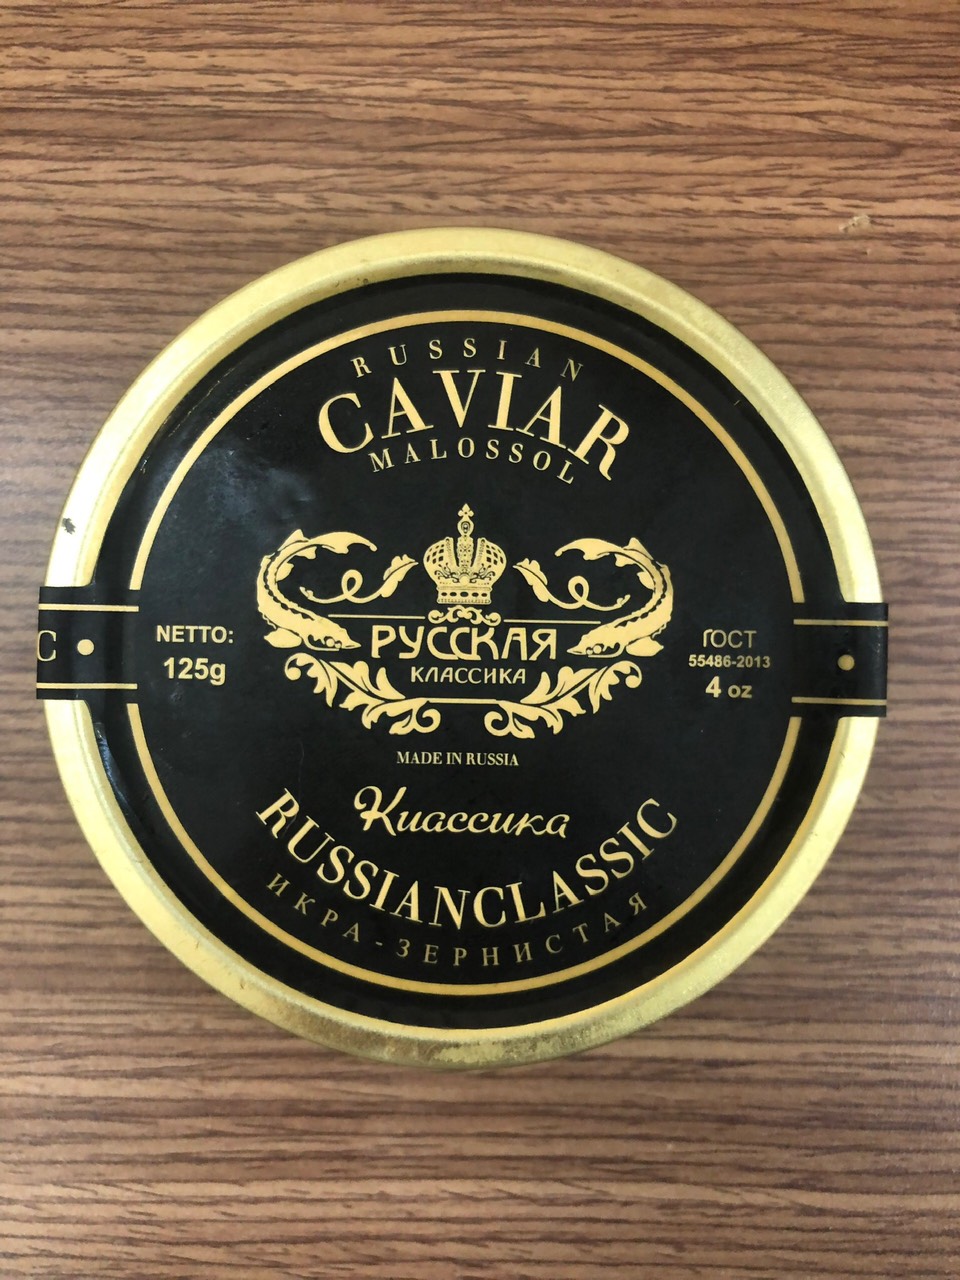 RUSSIAN
CAVIAR
MALOSSOL
РУССКАЯ
КЛАССИКА
NETTO:
125g
ГОСТ
55486-2013
4 oz
MADE IN RUSSIA
Киассика
RUSSIANCLASSIC
ИКРА-ЗЕРНИСТАЯ
C